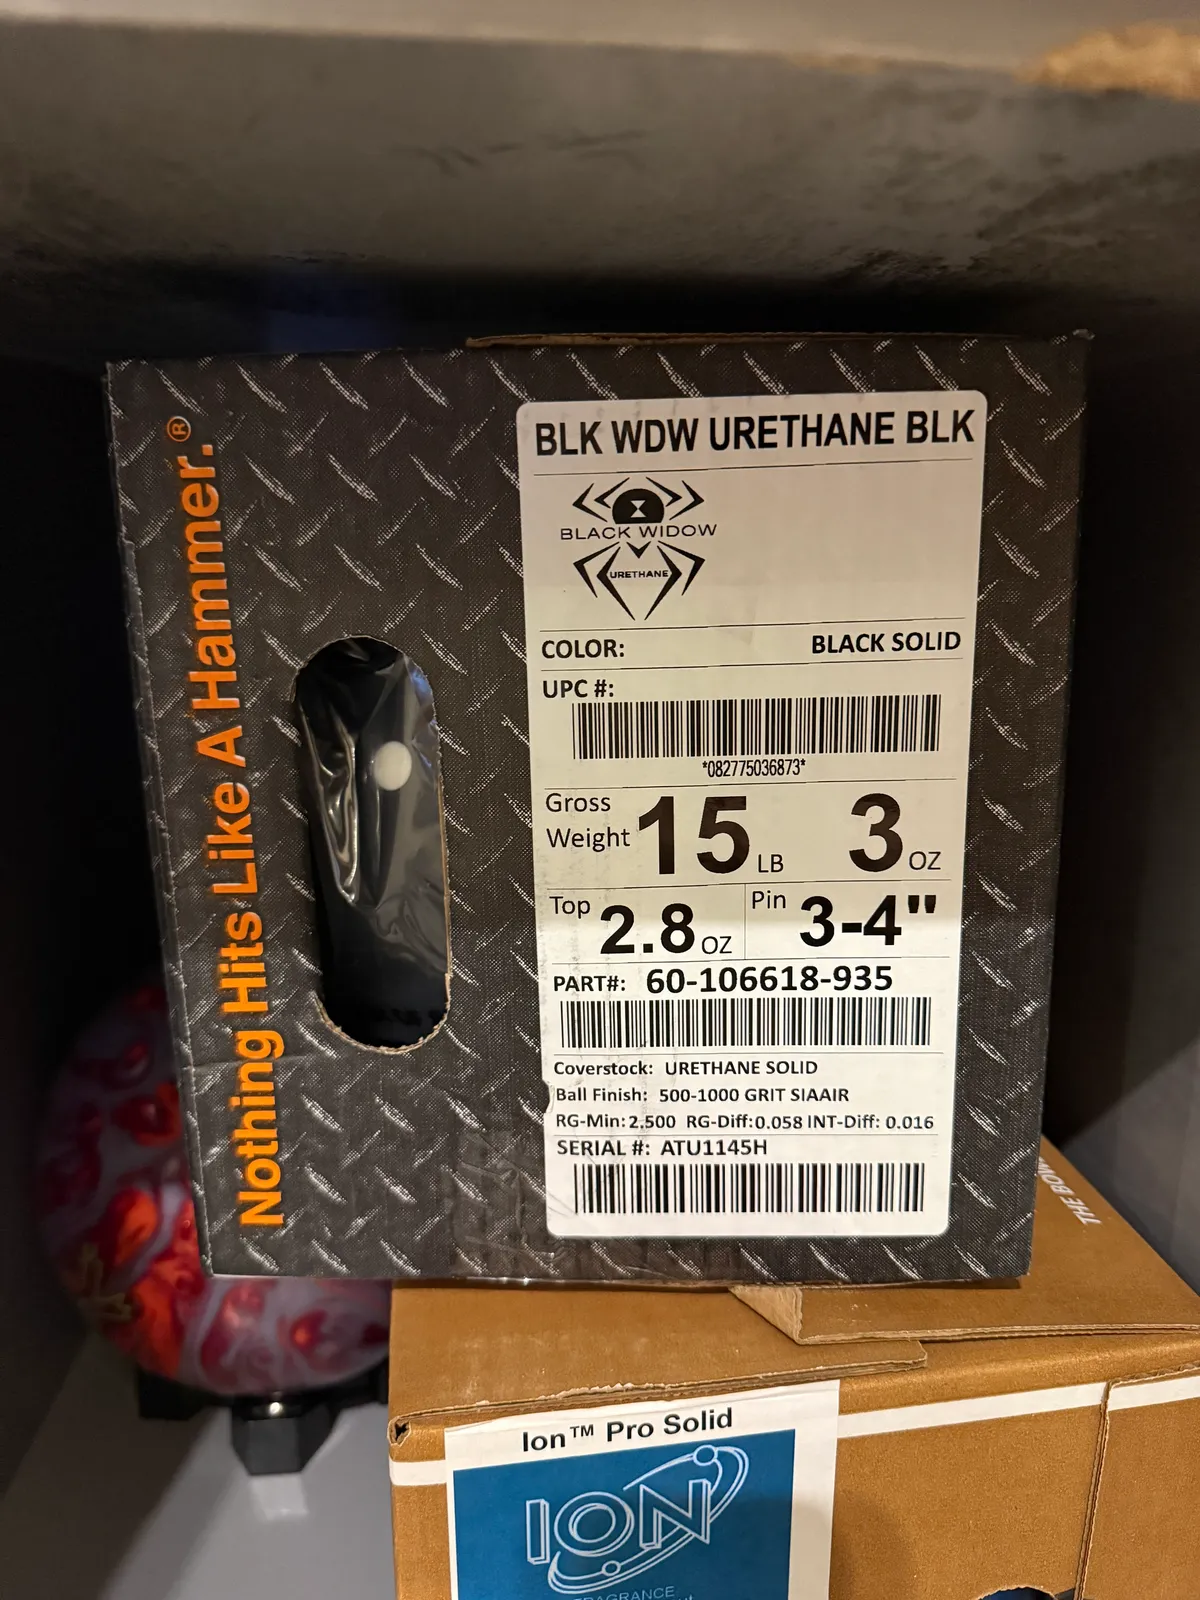 Nothing Hits Like A Hammer.®
BLK WDW URETHANE BLK
BLACK WIDOW
URETHANE
COLOR: BLACK SOLID
UPC #:
*082775036873*
Gross Weight 15 LB 3 OZ
Top 2.8 OZ Pin 3-4"
PART#: 60-106618-935
Coverstock: URETHANE SOLID
Ball Finish: 500-1000 GRIT SIAAIR
RG-Min: 2.500 RG-Diff: 0.058 INT-Diff: 0.016
SERIAL #: ATU1145H
THE BOW
Ion™ Pro Solid
ION
FRAGRANCE